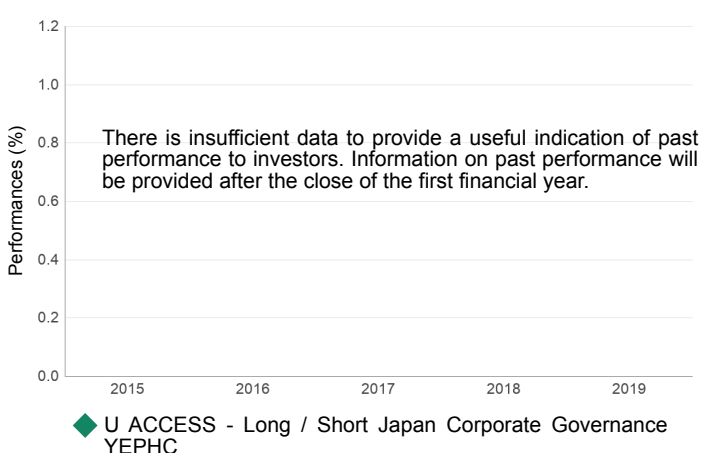 1.2
1.0
0.8
0.6
0.4
0.2
0.0
Performances (%)
There is insufficient data to provide a useful indication of past
performance to investors. Information on past performance will
be provided after the close of the first financial year.
2015 2016 2017 2018 2019
U ACCESS - Long / Short Japan Corporate Governance
YEPHC